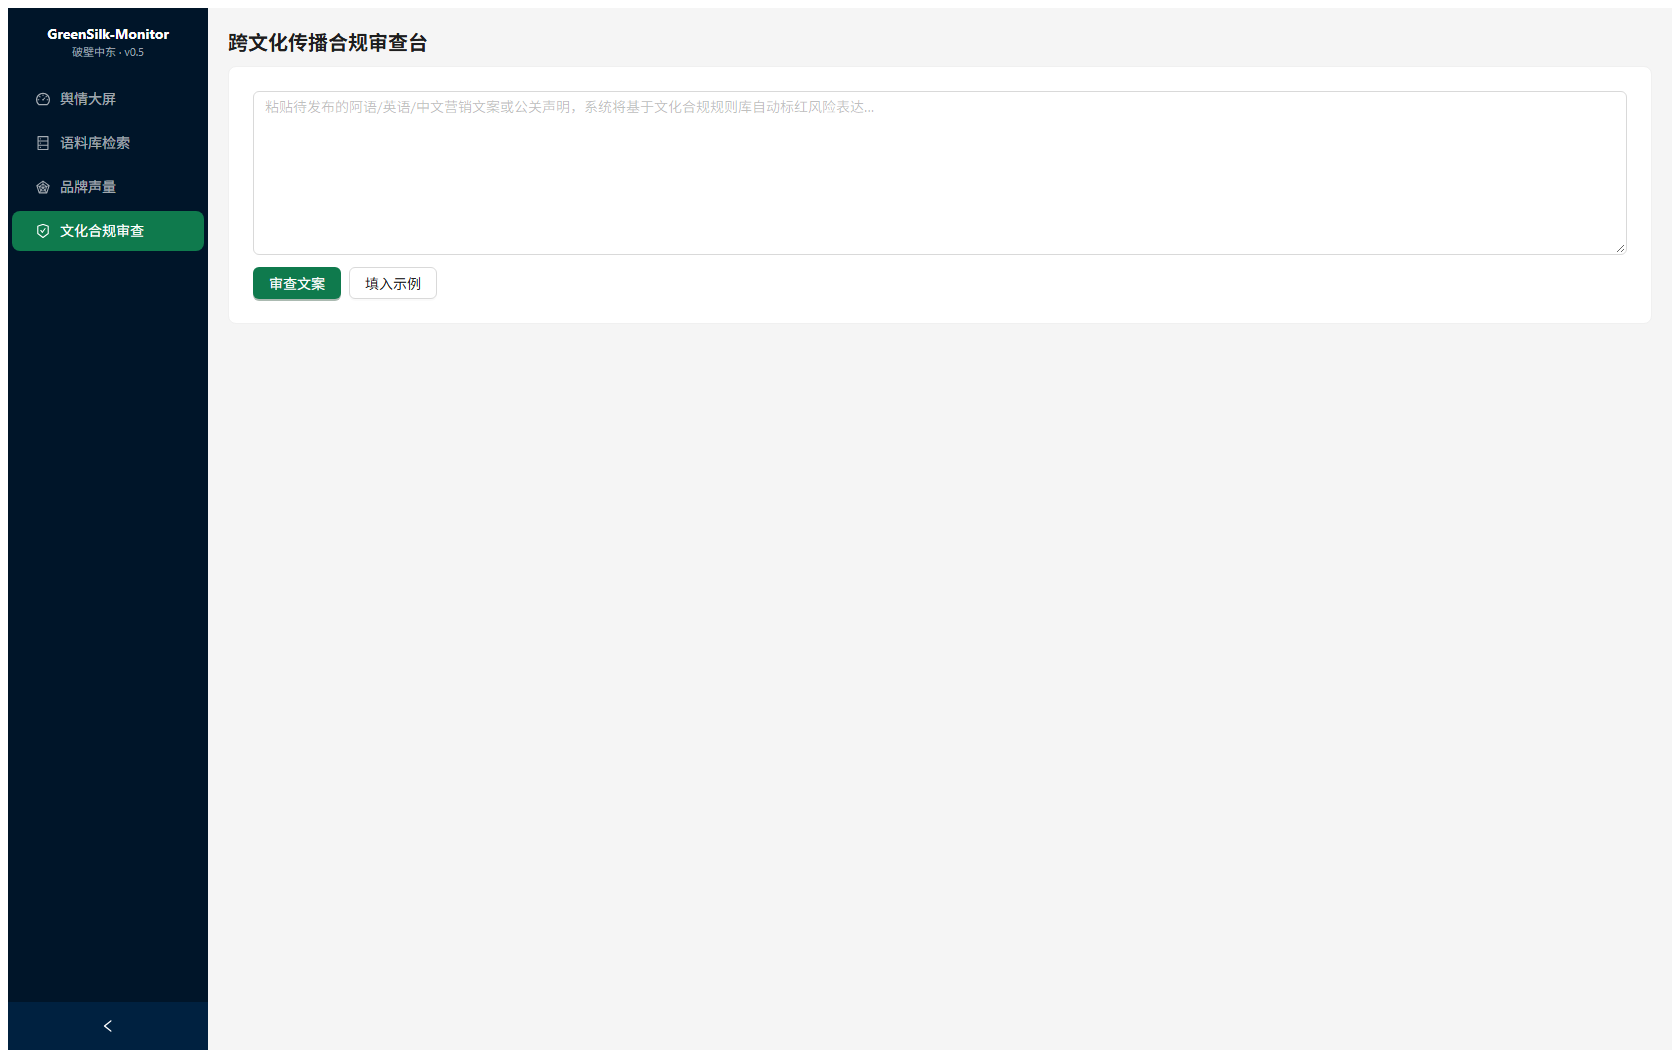 GreenSilk-Monitor
破壁中东 · v0.5
舆情大屏
语料库检索
品牌声量
文化合规审查
跨文化传播合规审查台
粘贴待发布的阿语/英语/中文营销文案或公关声明，系统将基于文化合规规则库自动标红风险表达...
审查文案
填入示例